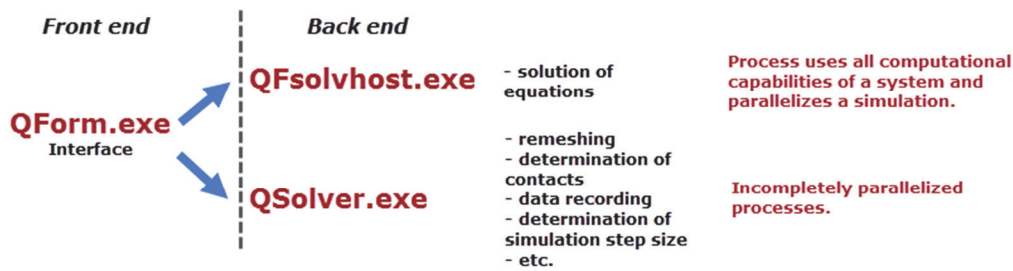 Front end
Back end
QForm.exe
Interface
QFsolvhost.exe
- solution of
equations
Process uses all computational
capabilities of a system and
parallelizes a simulation.
QSolver.exe
- remeshing
- determination of
contacts
- data recording
- determination of
simulation step size
- etc.
Incompletely parallelized
processes.